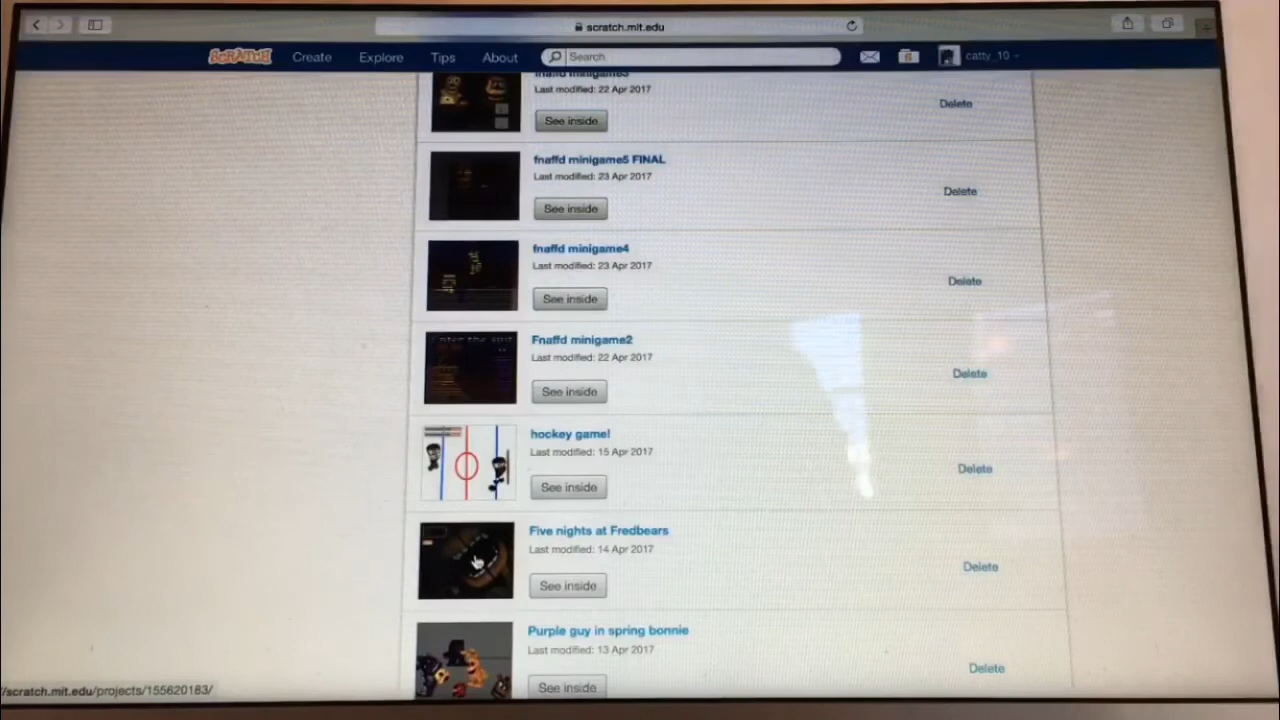 scratch.mit.edu
SCRATCH
Create
Explore
Tips
About
Search
catty_10
fnaffd minigame3
Last modified: 22 Apr 2017
See inside
Delete
fnaffd minigame5 FINAL
Last modified: 23 Apr 2017
See inside
Delete
fnaffd minigame4
Last modified: 23 Apr 2017
See inside
Delete
Fnaffd minigame2
Last modified: 22 Apr 2017
See inside
Delete
hockey game!
Last modified: 15 Apr 2017
See inside
Delete
Five nights at Fredbears
Last modified: 14 Apr 2017
See inside
Delete
Purple guy in spring bonnie
Last modified: 13 Apr 2017
See inside
Delete
/scratch.mit.edu/projects/155620183/